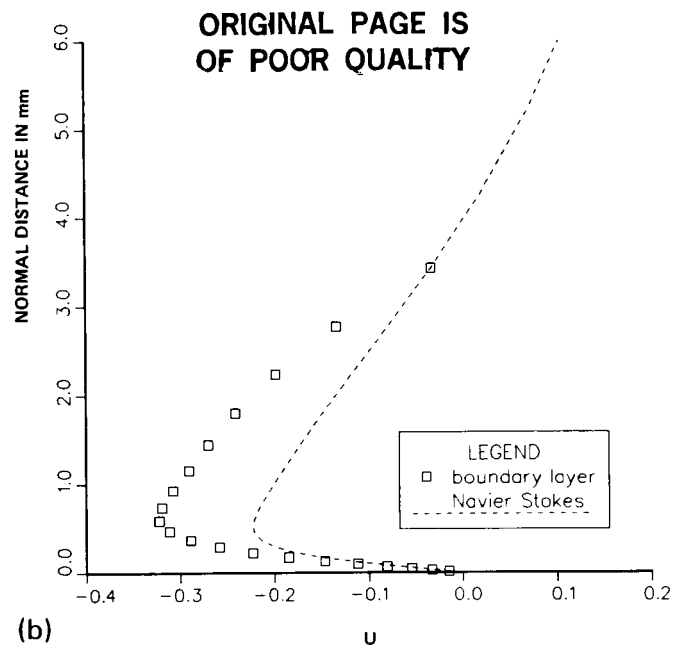 ORIGINAL PAGE IS
OF POOR QUALITY
NORMAL DISTANCE IN mm
6.0
5.0
4.0
3.0
2.0
1.0
0.0
LEGEND
boundary layer
Navier Stokes
−0.4
−0.3
−0.2
−0.1
0.0
0.1
0.2
(b)
U